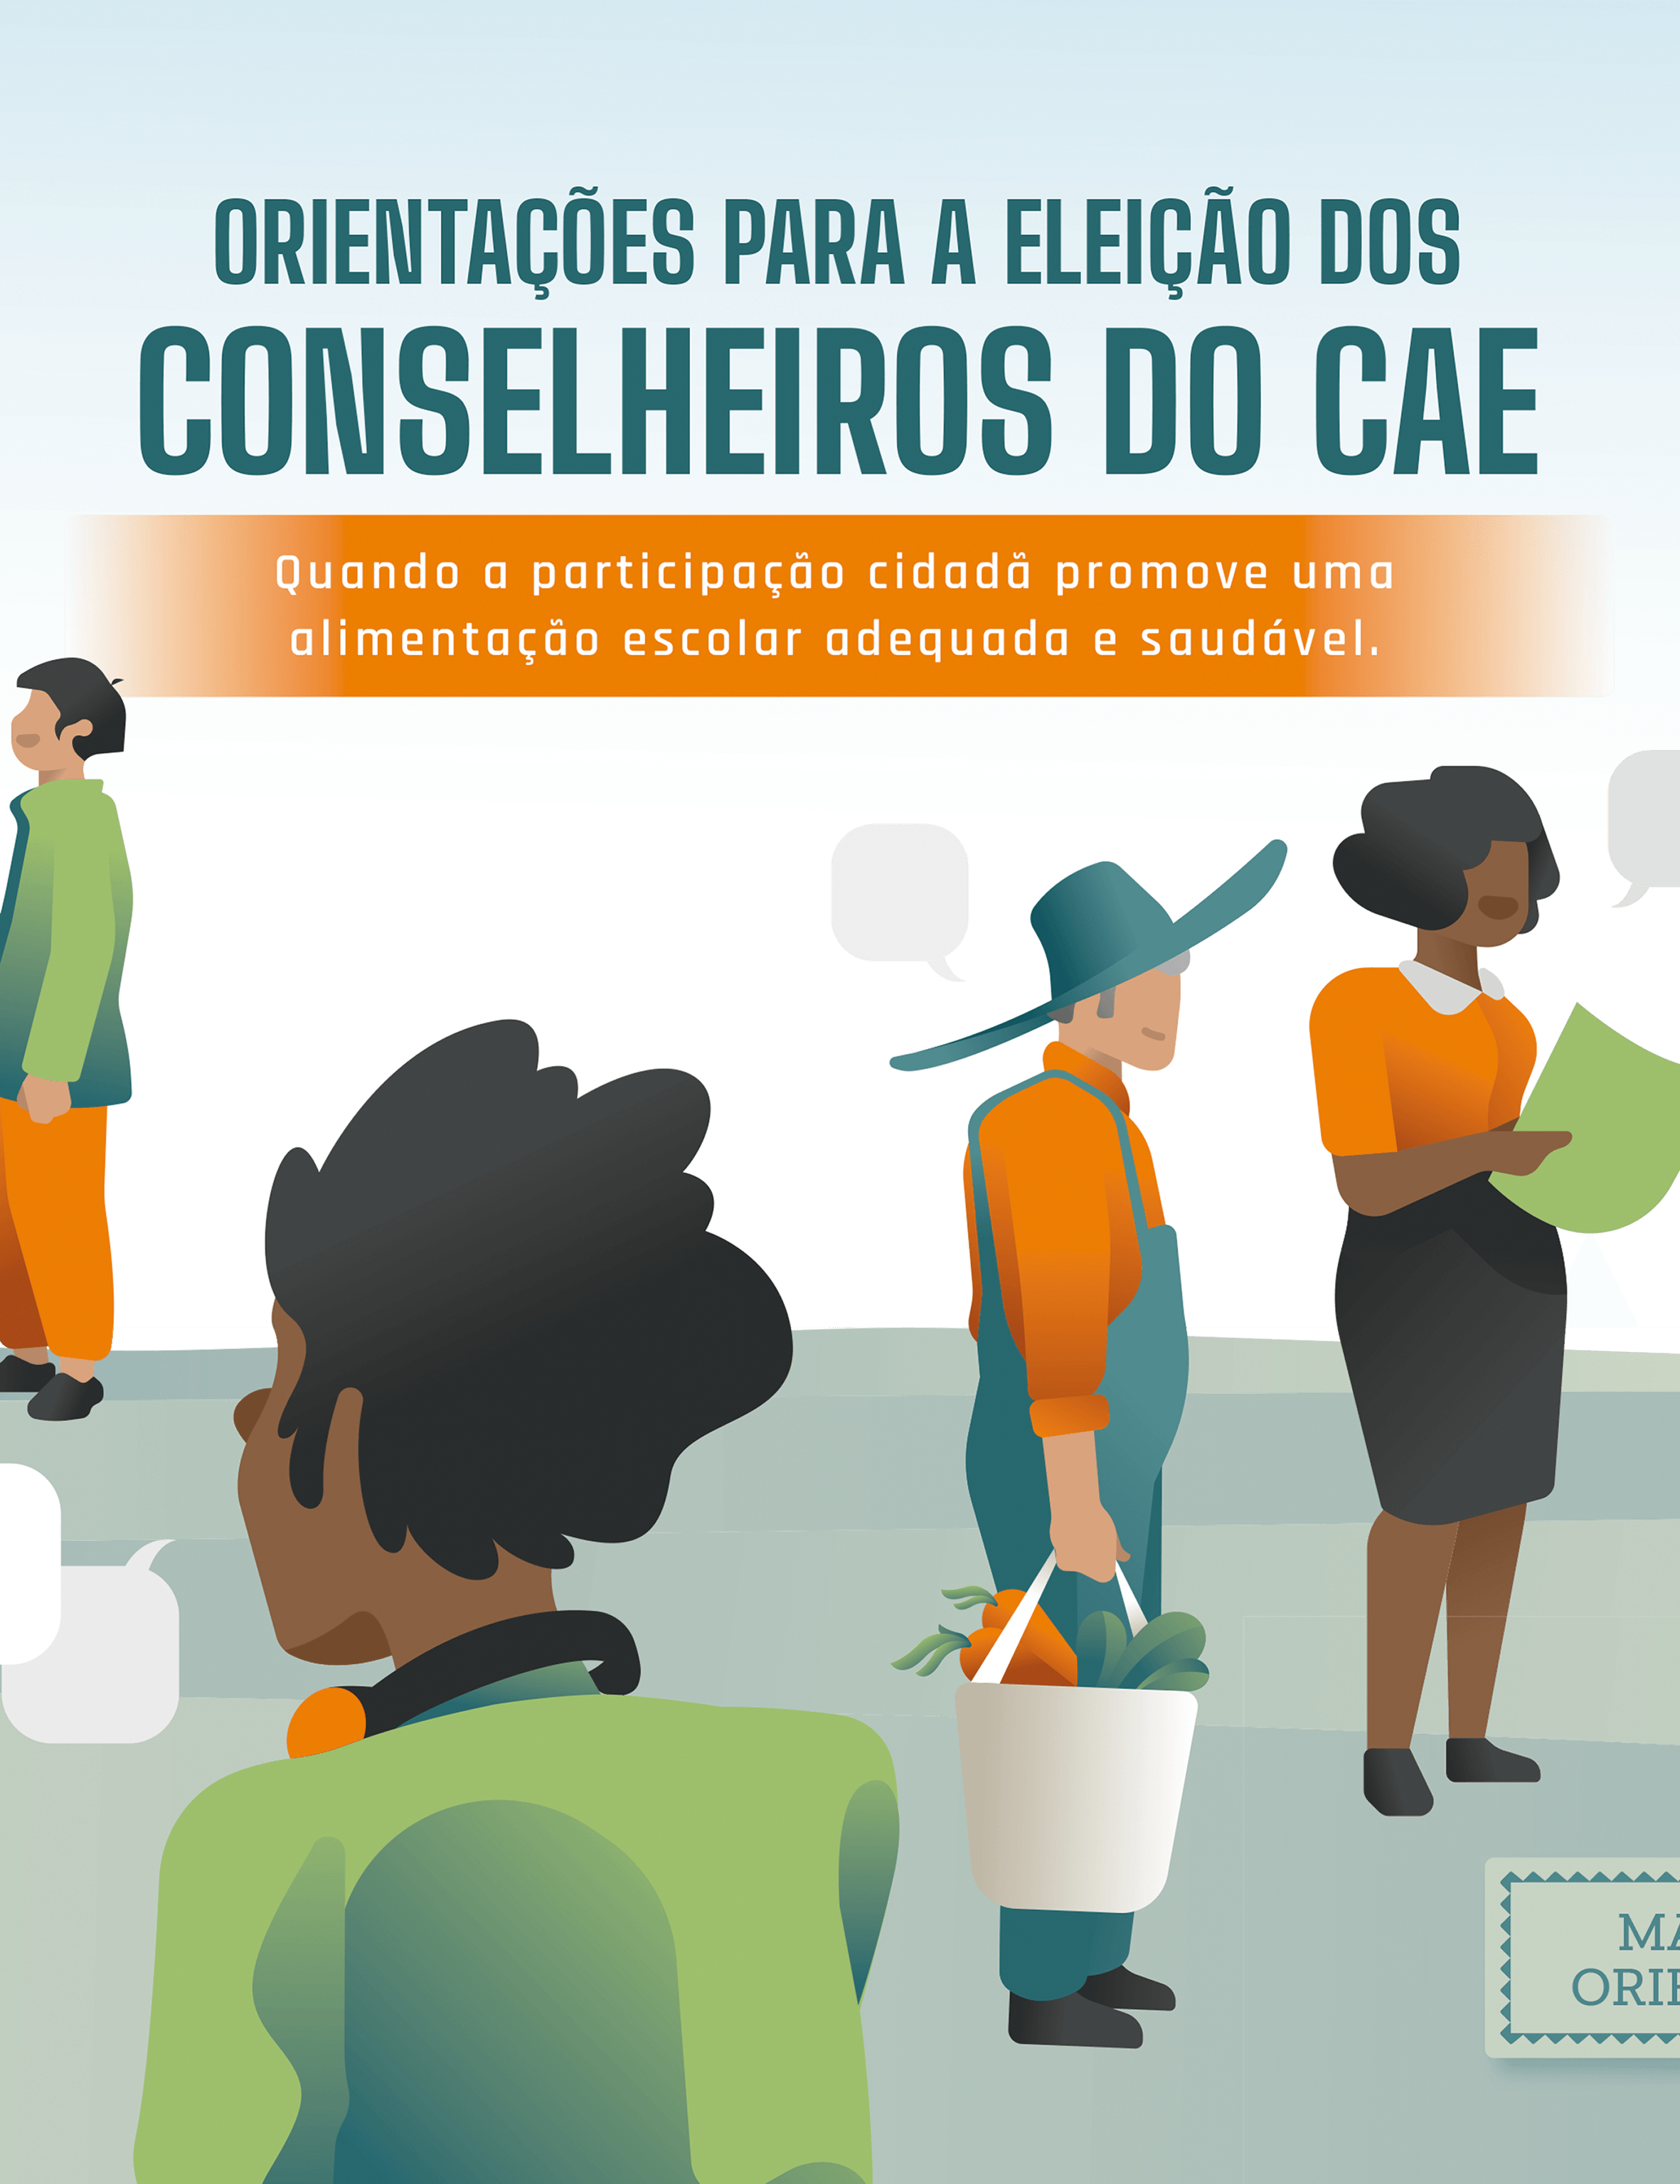 ORIENTAÇÕES PARA A ELEIÇÃO DOS
CONSELHEIROS DO CAE
Quando a participação cidadã promove uma
alimentação escolar adequada e saudável.